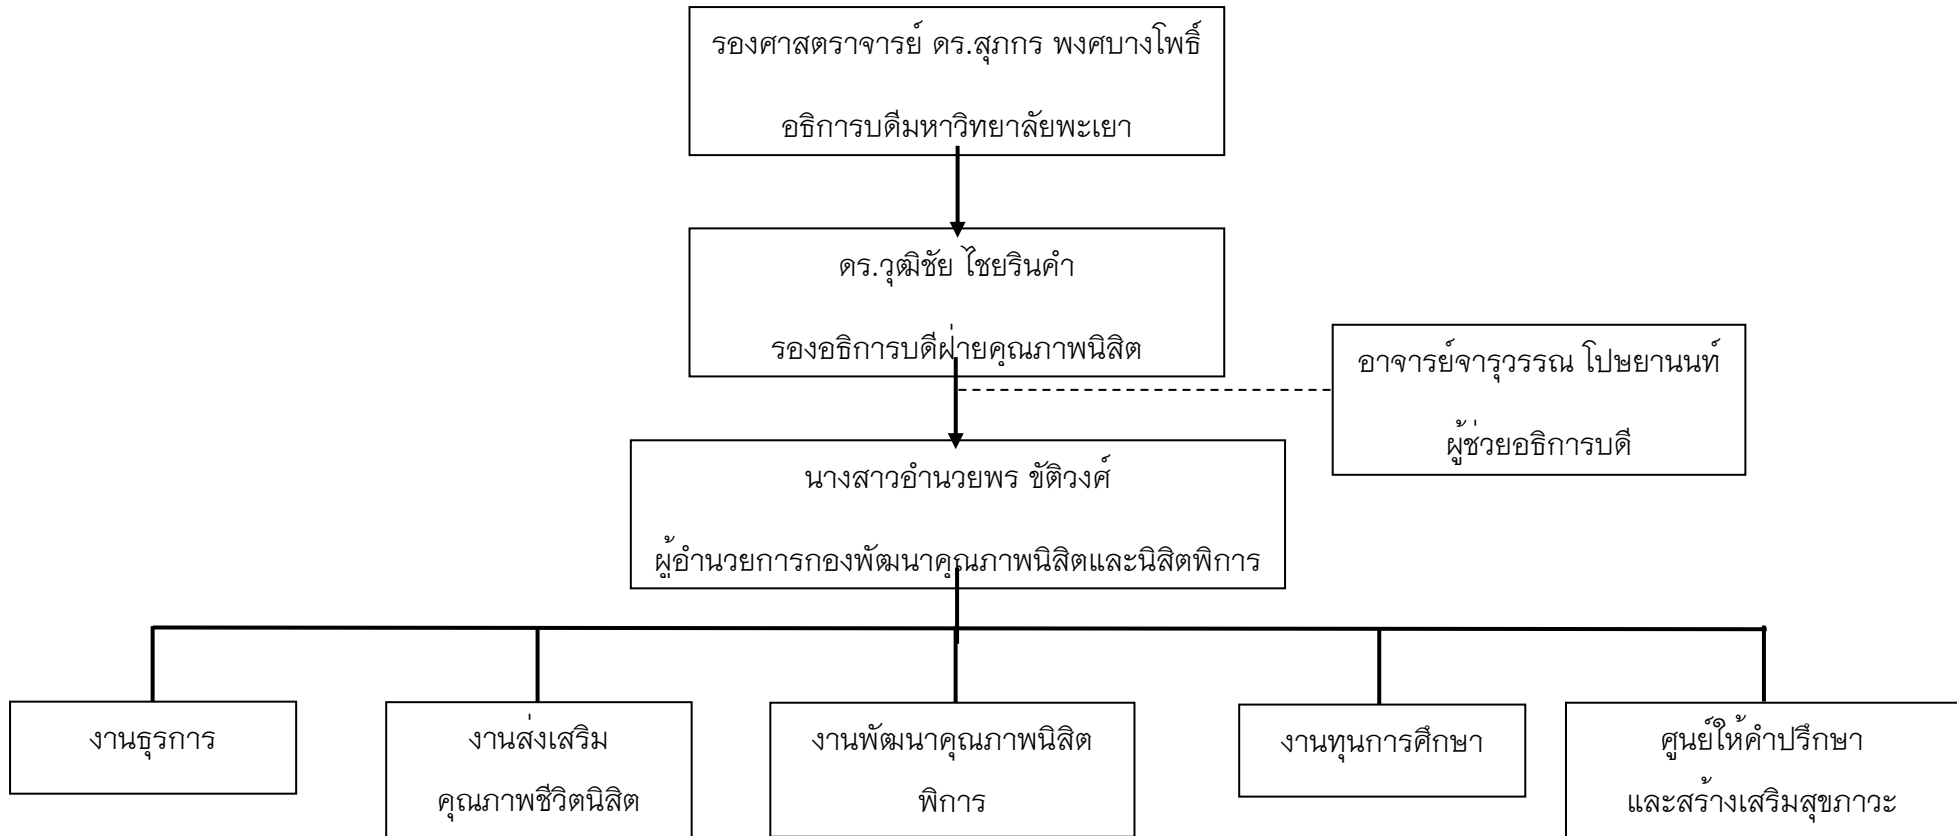 รองศาสตราจารย์ ดร.สุภกร พงศบางโพธิ์
อธิการบดีมหาวิทยาลัยพะเยา
ดร.วุฒิชัย ไชยรินคำ
รองอธิการบดีฝ่ายคุณภาพนิสิต
อาจารย์จารุวรรณ โปษยานนท์
ผู้ช่วยอธิการบดี
นางสาวอำนวยพร ขัติวงศ์
ผู้อำนวยการกองพัฒนาคุณภาพนิสิตและนิสิตพิการ
งานธุรการ
งานส่งเสริม
คุณภาพชีวิตนิสิต
งานพัฒนาคุณภาพนิสิต
พิการ
งานทุนการศึกษา
ศูนย์ให้คำปรึกษา
และสร้างเสริมสุขภาวะ